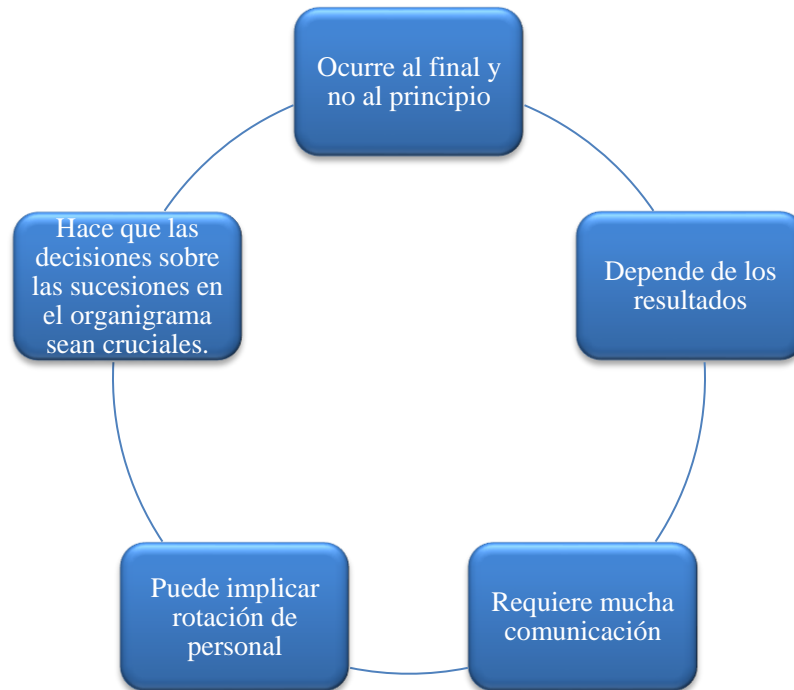 Ocurre al final y
no al principio
Depende de los
resultados
Requiere mucha
comunicación
Puede implicar
rotación de
personal
Hace que las
decisiones sobre
las sucesiones en
el organigrama
sean cruciales.